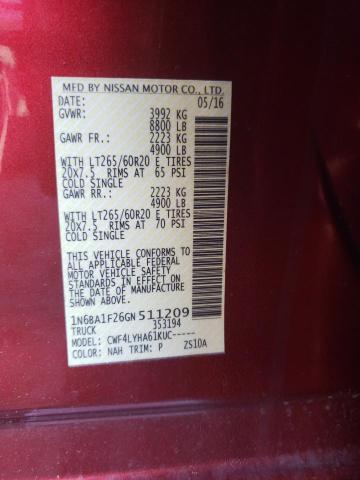 MFD BY NISSAN MOTOR CO., LTD.
DATE: 05/16
GVWR: 3992 KG
8800 LB
GAWR FR.: 2223 KG
4900 LB
WITH LT265/60R20 E TIRES
20X7.5 RIMS AT 65 PSI
COLD SINGLE
GAWR RR.: 2223 KG
4900 LB
WITH LT265/60R20 E TIRES
20X7.5 RIMS AT 70 PSI
COLD SINGLE
THIS VEHICLE CONFORMS TO
ALL APPLICABLE FEDERAL
MOTOR VEHICLE SAFETY
STANDARDS IN EFFECT ON
THE DATE OF MANUFACTURE
SHOWN ABOVE.
1N6BA1F26GN511209
TRUCK 353194
MODEL: CWF4LYHA61KUC-----
COLOR: NAH TRIM: P ZS10A